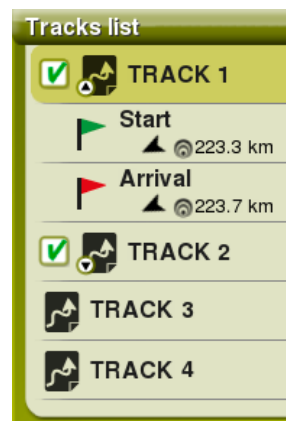 Tracks list
TRACK 1
Start
223.3 km
Arrival
223.7 km
TRACK 2
TRACK 3
TRACK 4